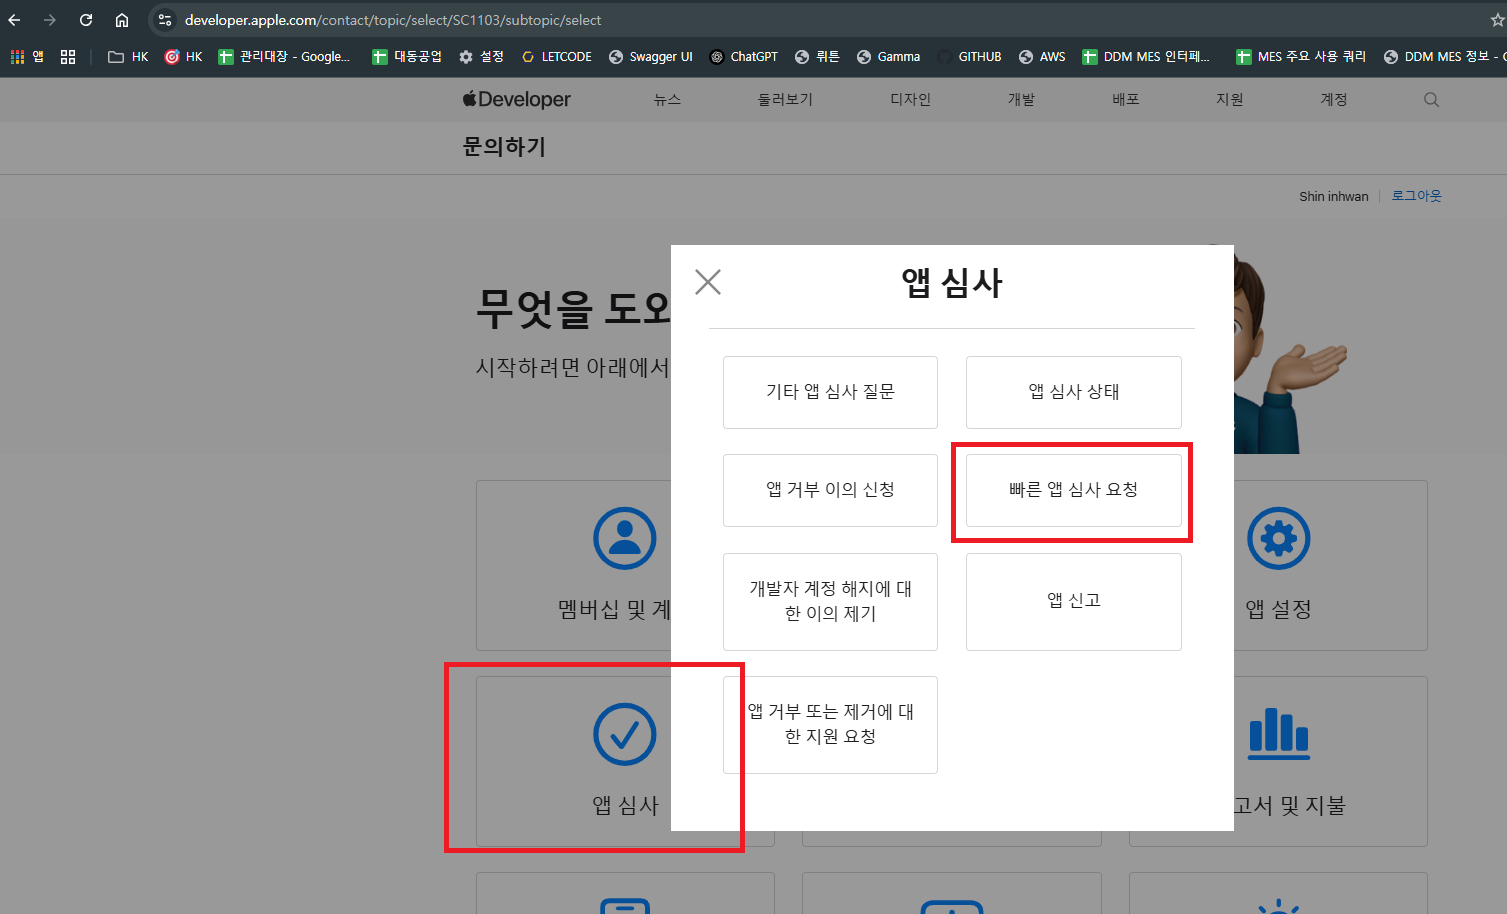 developer.apple.com/contact/topic/select/SC1103/subtopic/select
앱 HK HK 관리대장 - Google... 대동공업 설정 LETCODE Swagger UI ChatGPT 뤼튼 Gamma GITHUB AWS DDM MES 인터페... MES 주요 사용 쿼리 DDM MES 정보 -
Developer 뉴스 둘러보기 디자인 개발 배포 지원 계정
문의하기
Shin inhwan 로그아웃
무엇을 도와
시작하려면 아래에서
앱 심사
기타 앱 심사 질문
앱 심사 상태
앱 거부 이의 신청
빠른 앱 심사 요청
개발자 계정 해지에 대
한 이의 제기
앱 신고
앱 거부 또는 제거에 대
한 지원 요청
멤버십 및 계
앱 설정
앱 심사
고서 및 지불